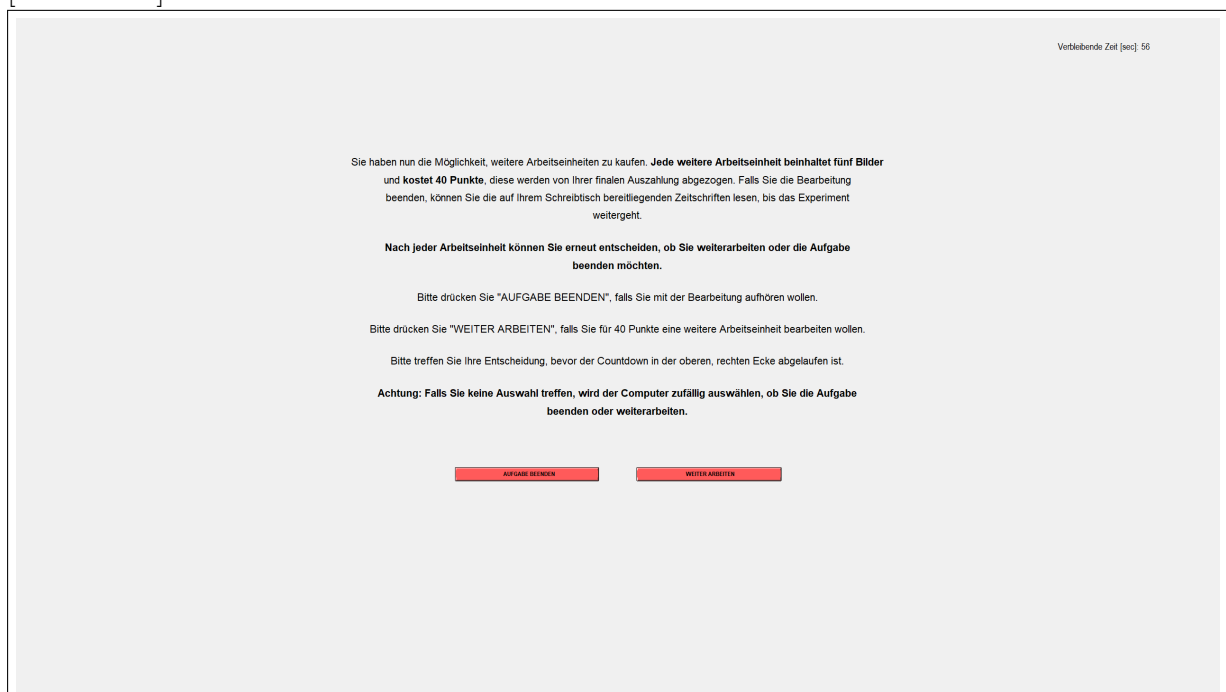 Verbleibende Zeit [sec]: 56
Sie haben nun die Möglichkeit, weitere Arbeitseinheiten zu kaufen. Jede weitere Arbeitseinheit beinhaltet fünf Bilder
und kostet 40 Punkte, diese werden von Ihrer finalen Auszahlung abgezogen. Falls Sie die Bearbeitung
beenden, können Sie die auf Ihrem Schreibtisch bereitliegenden Zeitschriften lesen, bis das Experiment
weitergeht.
Nach jeder Arbeitseinheit können Sie erneut entscheiden, ob Sie weiterarbeiten oder die Aufgabe
beenden möchten.
Bitte drücken Sie "AUFGABE BEENDEN", falls Sie mit der Bearbeitung aufhören wollen.
Bitte drücken Sie "WEITER ARBEITEN", falls Sie für 40 Punkte eine weitere Arbeitseinheit bearbeiten wollen.
Bitte treffen Sie Ihre Entscheidung, bevor der Countdown in der oberen, rechten Ecke abgelaufen ist.
Achtung: Falls Sie keine Auswahl treffen, wird der Computer zufällig auswählen, ob Sie die Aufgabe
beenden oder weiterarbeiten.
AUFGABE BEENDEN WEITER ARBEITEN